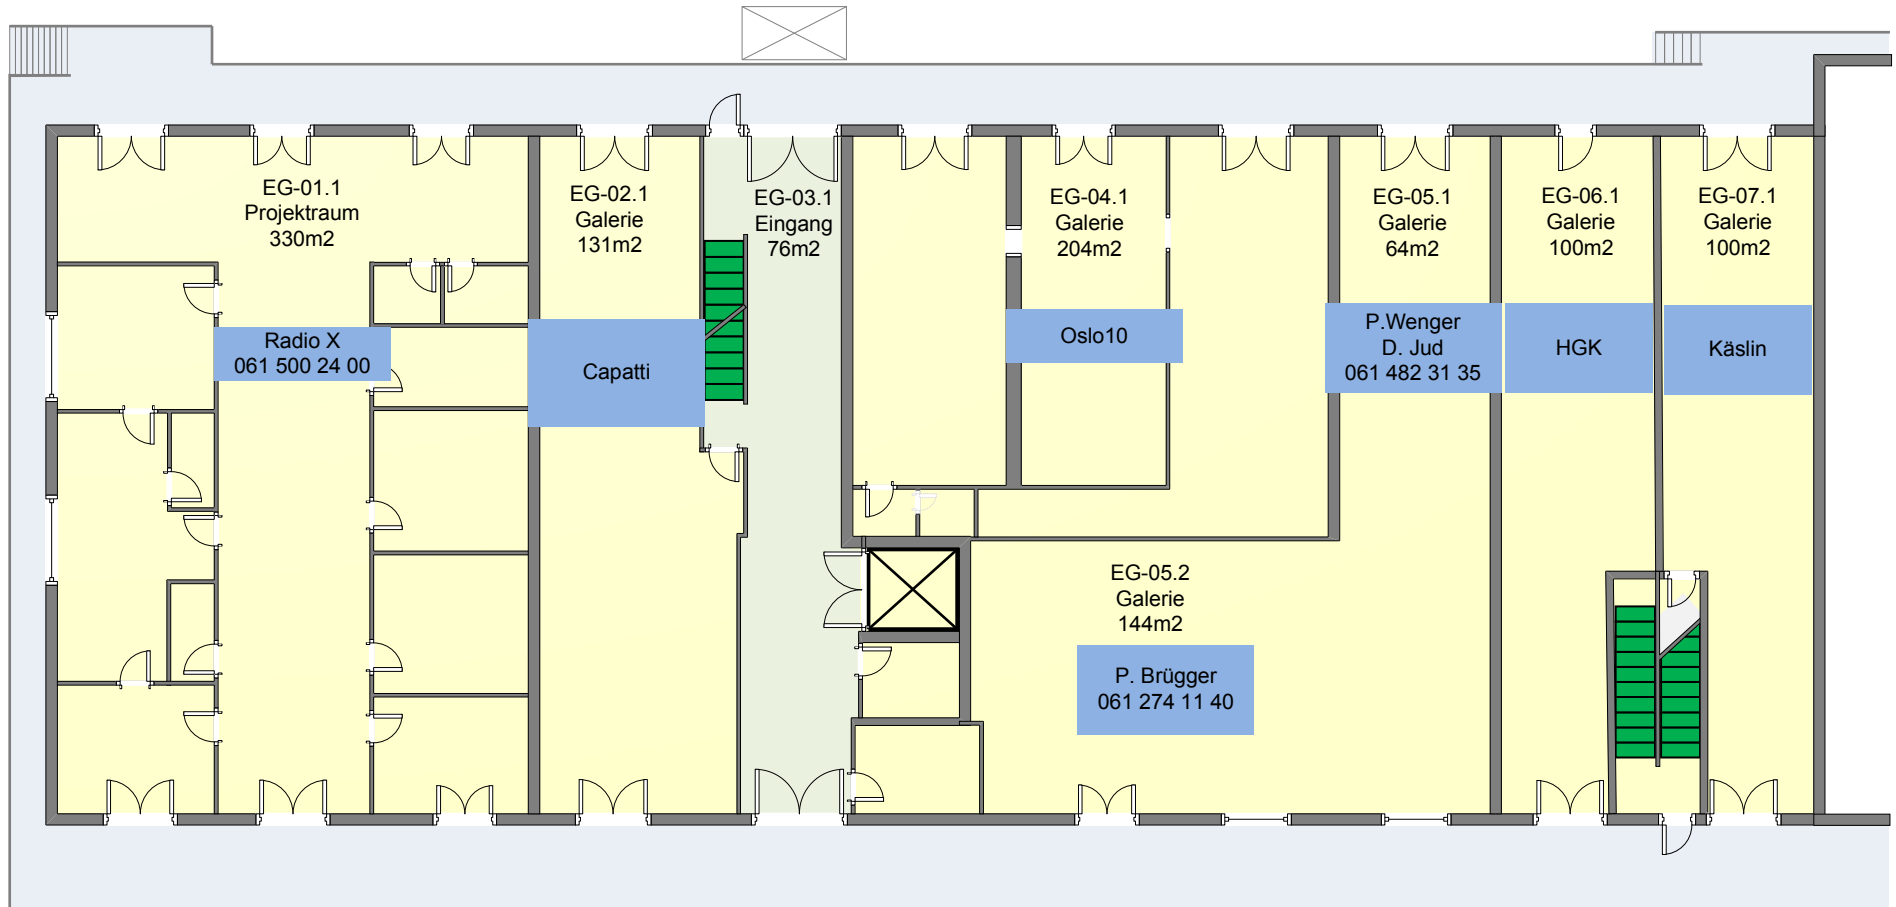 EG-01.1
Projektraum
330m2
EG-02.1
Galerie
131m2
EG-03.1
Eingang
76m2
EG-04.1
Galerie
204m2
EG-05.1
Galerie
64m2
EG-06.1
Galerie
100m2
EG-07.1
Galerie
100m2
Radio X
061 500 24 00
Capatti
Oslo10
P.Wenger
D. Jud
061 482 31 35
HGK
Käslin
EG-05.2
Galerie
144m2
P. Brügger
061 274 11 40